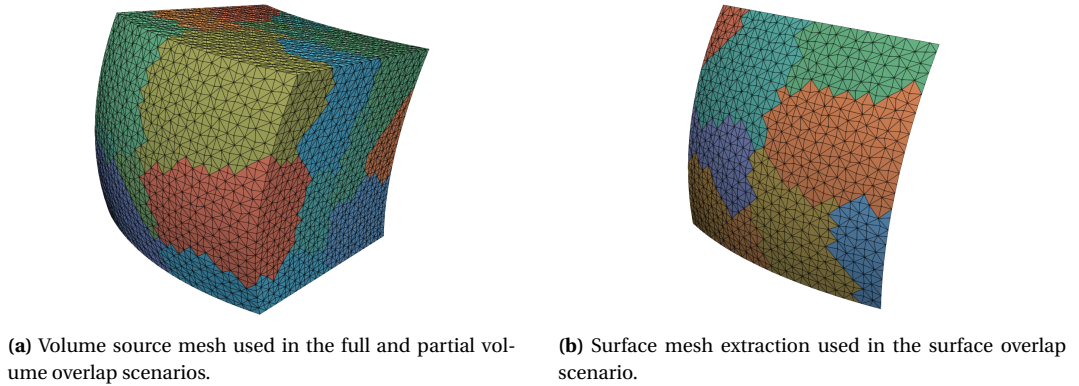 (a) Volume source mesh used in the full and partial vol-
ume overlap scenarios.
(b) Surface mesh extraction used in the surface overlap
scenario.